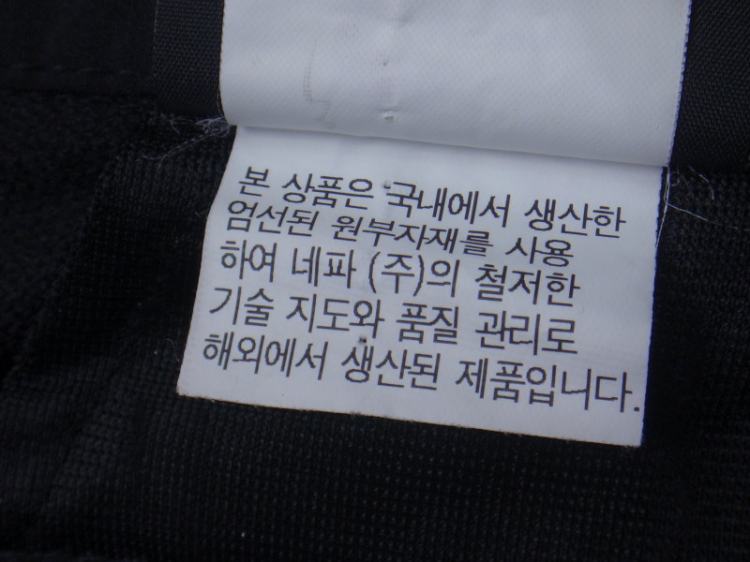 본 상품은 국내에서 생산한
엄선된 원부자재를 사용
하여 네파 (주)의 철저한
기술 지도와 품질 관리로
해외에서 생산된 제품입니다.